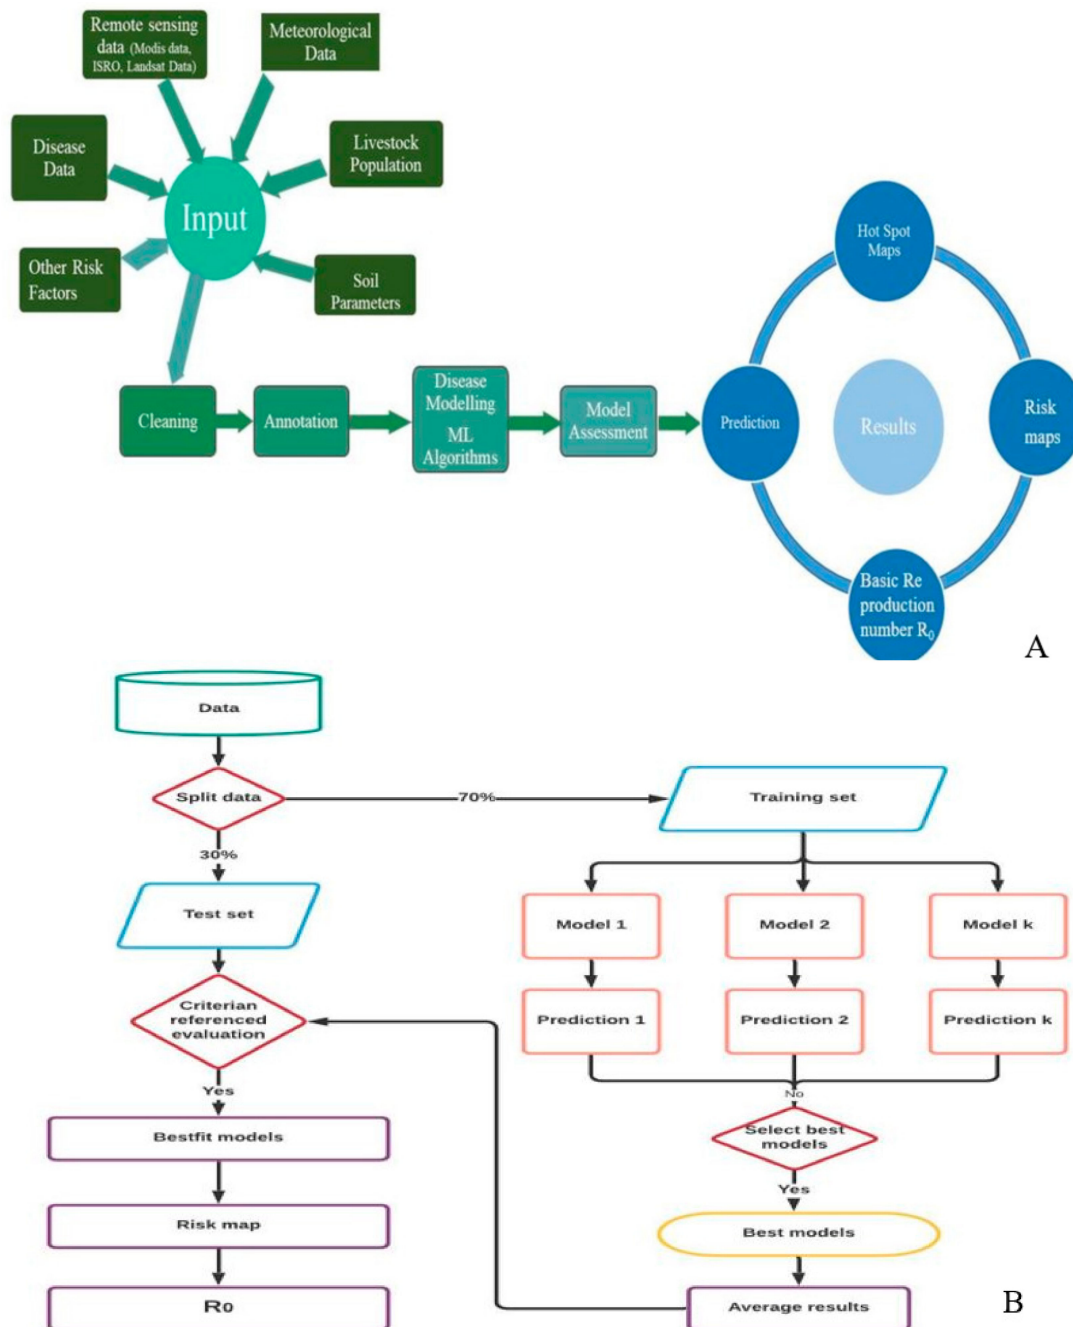 Remote sensing
data (Modis data,
ISRO, Landsat Data)
Meteorological
Data
Disease
Data
Livestock
Population
Input
Other Risk
Factors
Soil
Parameters
Cleaning
Annotation
Disease
Modelling
ML
Algorithms
Model
Assessment
Prediction
Hot Spot
Maps
Results
Risk
maps
Basic Re
production
number R₀
A
Data
Split data
70%
Training set
30%
Test set
Model 1
Model 2
Model k
Criterian
referenced
evaluation
Prediction 1
Prediction 2
Prediction k
No
Yes
Select best
models
Bestfit models
Yes
Risk map
Best models
R₀
Average results
B